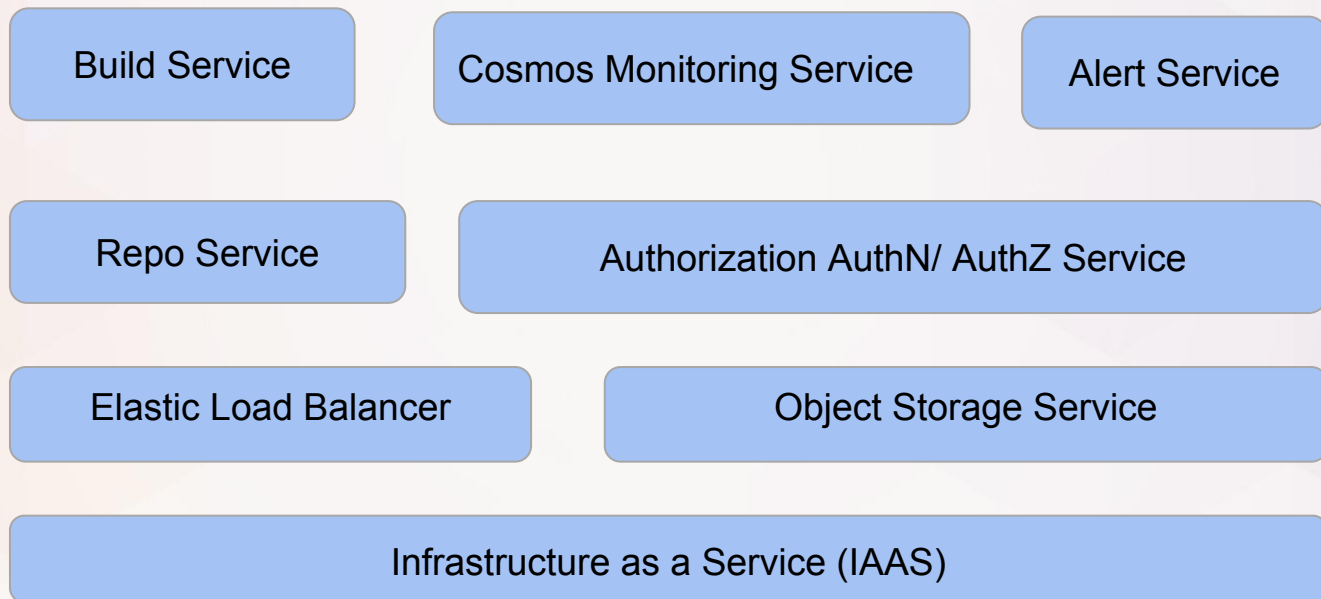 Build Service
Cosmos Monitoring Service
Alert Service
Repo Service
Authorization AuthN/ AuthZ Service
Elastic Load Balancer
Object Storage Service
Infrastructure as a Service (IAAS)